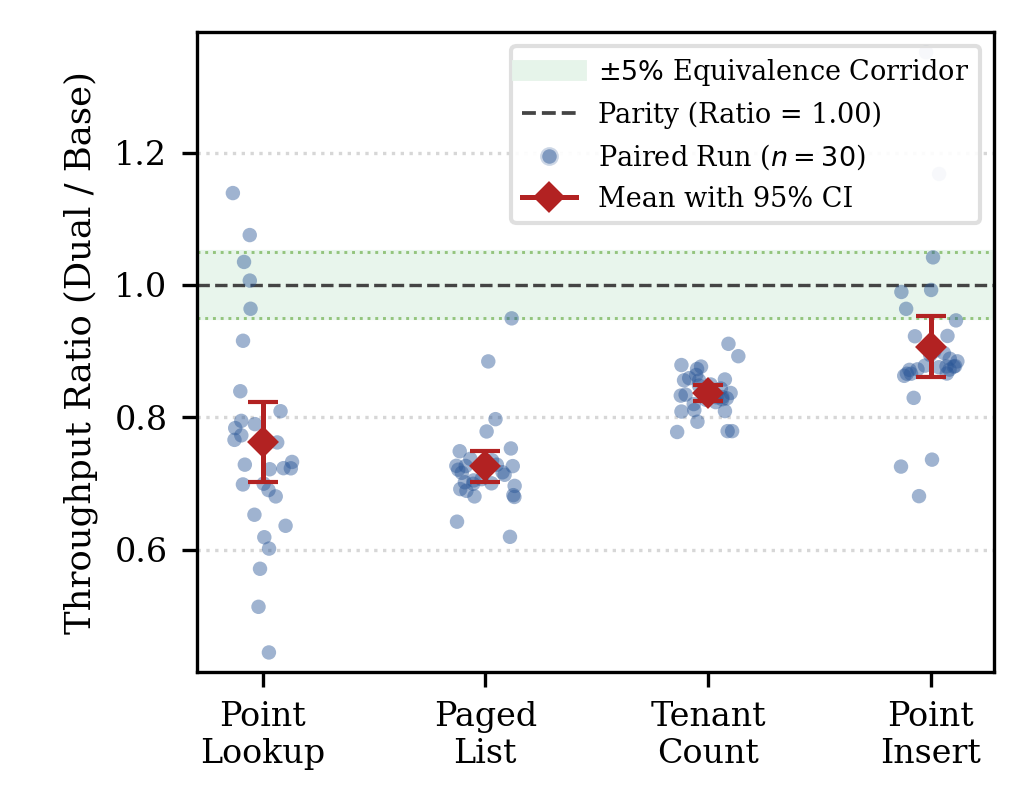 Throughput Ratio (Dual / Base)
1.2
1.0
0.8
0.6
±5% Equivalence Corridor
Parity (Ratio = 1.00)
Paired Run (n = 30)
Mean with 95% CI
Point
Lookup
Paged
List
Tenant
Count
Point
Insert